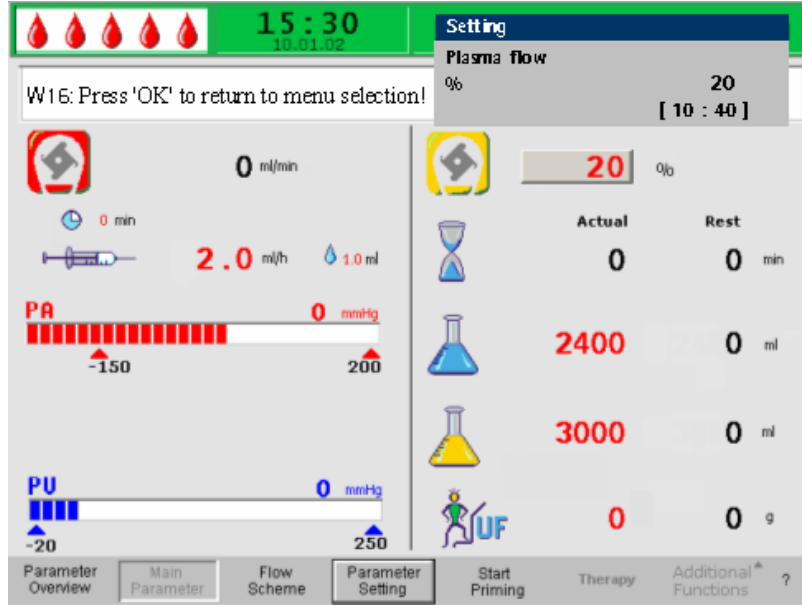 15:30
10.01.02
Setting
Plasma flow
% 20
[ 10 : 40 ]
W16: Press 'OK' to return to menu selection!
0 ml/min
20 %
0 min
Actual Rest
2.0 ml/h 1.0 ml
0 0 min
PA 0 mmHg
-150 200
2400 0 ml
3000 0 ml
PV 0 mmHg
-20 250
UF 0 0 g
Parameter Overview
Main Parameter
Flow Scheme
Parameter Setting
Start Priming
Therapy
Additional Functions
?